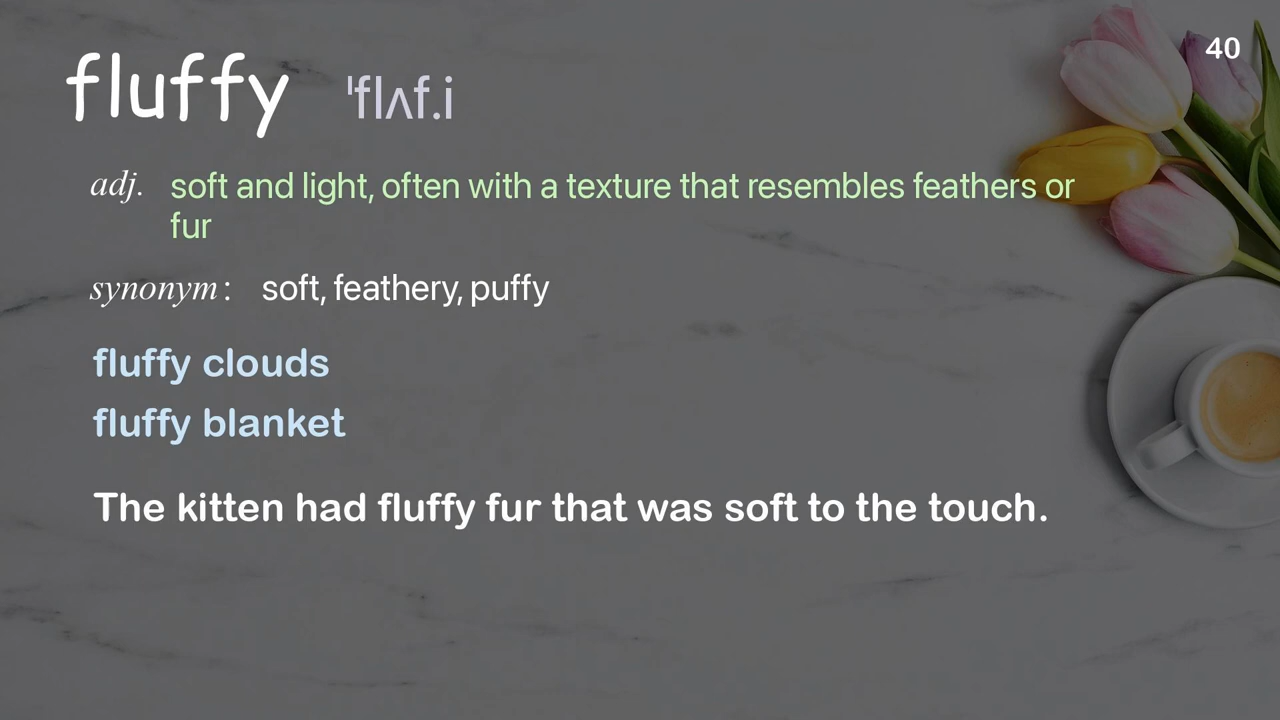 40
fluffy ˈflʌf.i
adj. soft and light, often with a texture that resembles feathers or
fur
synonym: soft, feathery, puffy
fluffy clouds
fluffy blanket
The kitten had fluffy fur that was soft to the touch.